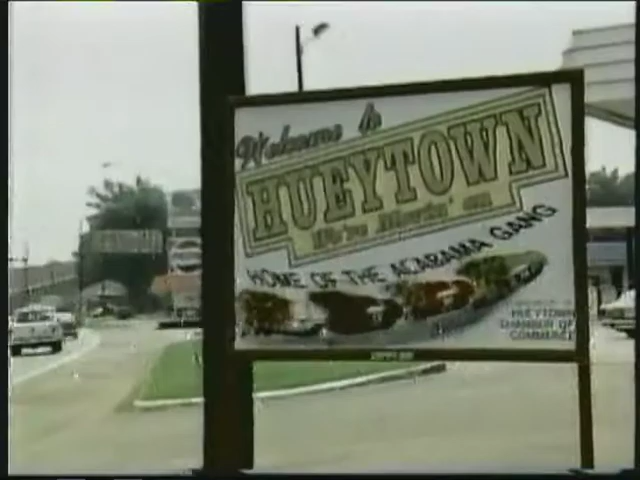 Welcome to
HUEYTOWN
We're Movin' on
HOME OF THE ALABAMA GANG
HUEYTOWN
CHAMBER OF
COMMERCE